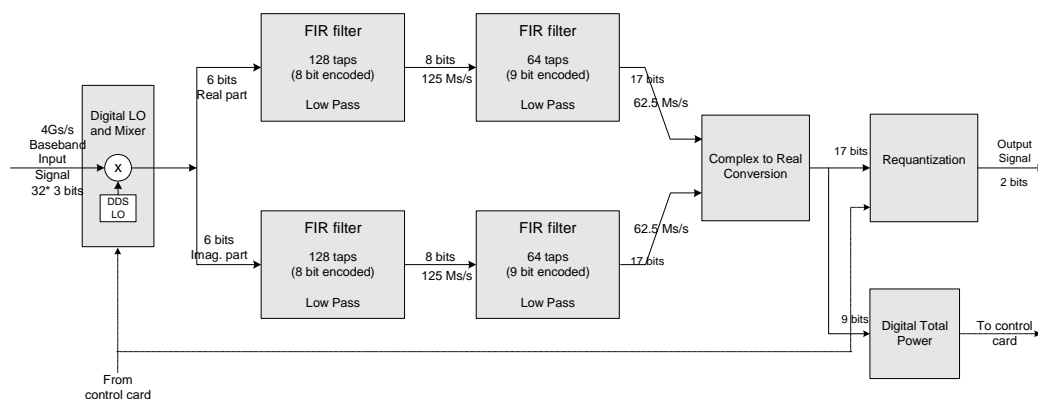 4Gs/s
Baseband
Input
Signal
32* 3 bits
Digital LO
and Mixer
X
DDS
LO
From
control card
6 bits
Real part
FIR filter
128 taps
(8 bit encoded)
Low Pass
8 bits
125 Ms/s
FIR filter
64 taps
(9 bit encoded)
Low Pass
17 bits
62.5 Ms/s
6 bits
Imag. part
FIR filter
128 taps
(8 bit encoded)
Low Pass
8 bits
125 Ms/s
FIR filter
64 taps
(9 bit encoded)
Low Pass
62.5 Ms/s
17 bits
Complex to Real
Conversion
17 bits
Requantization
Output
Signal
2 bits
9 bits
Digital Total
Power
To control
card